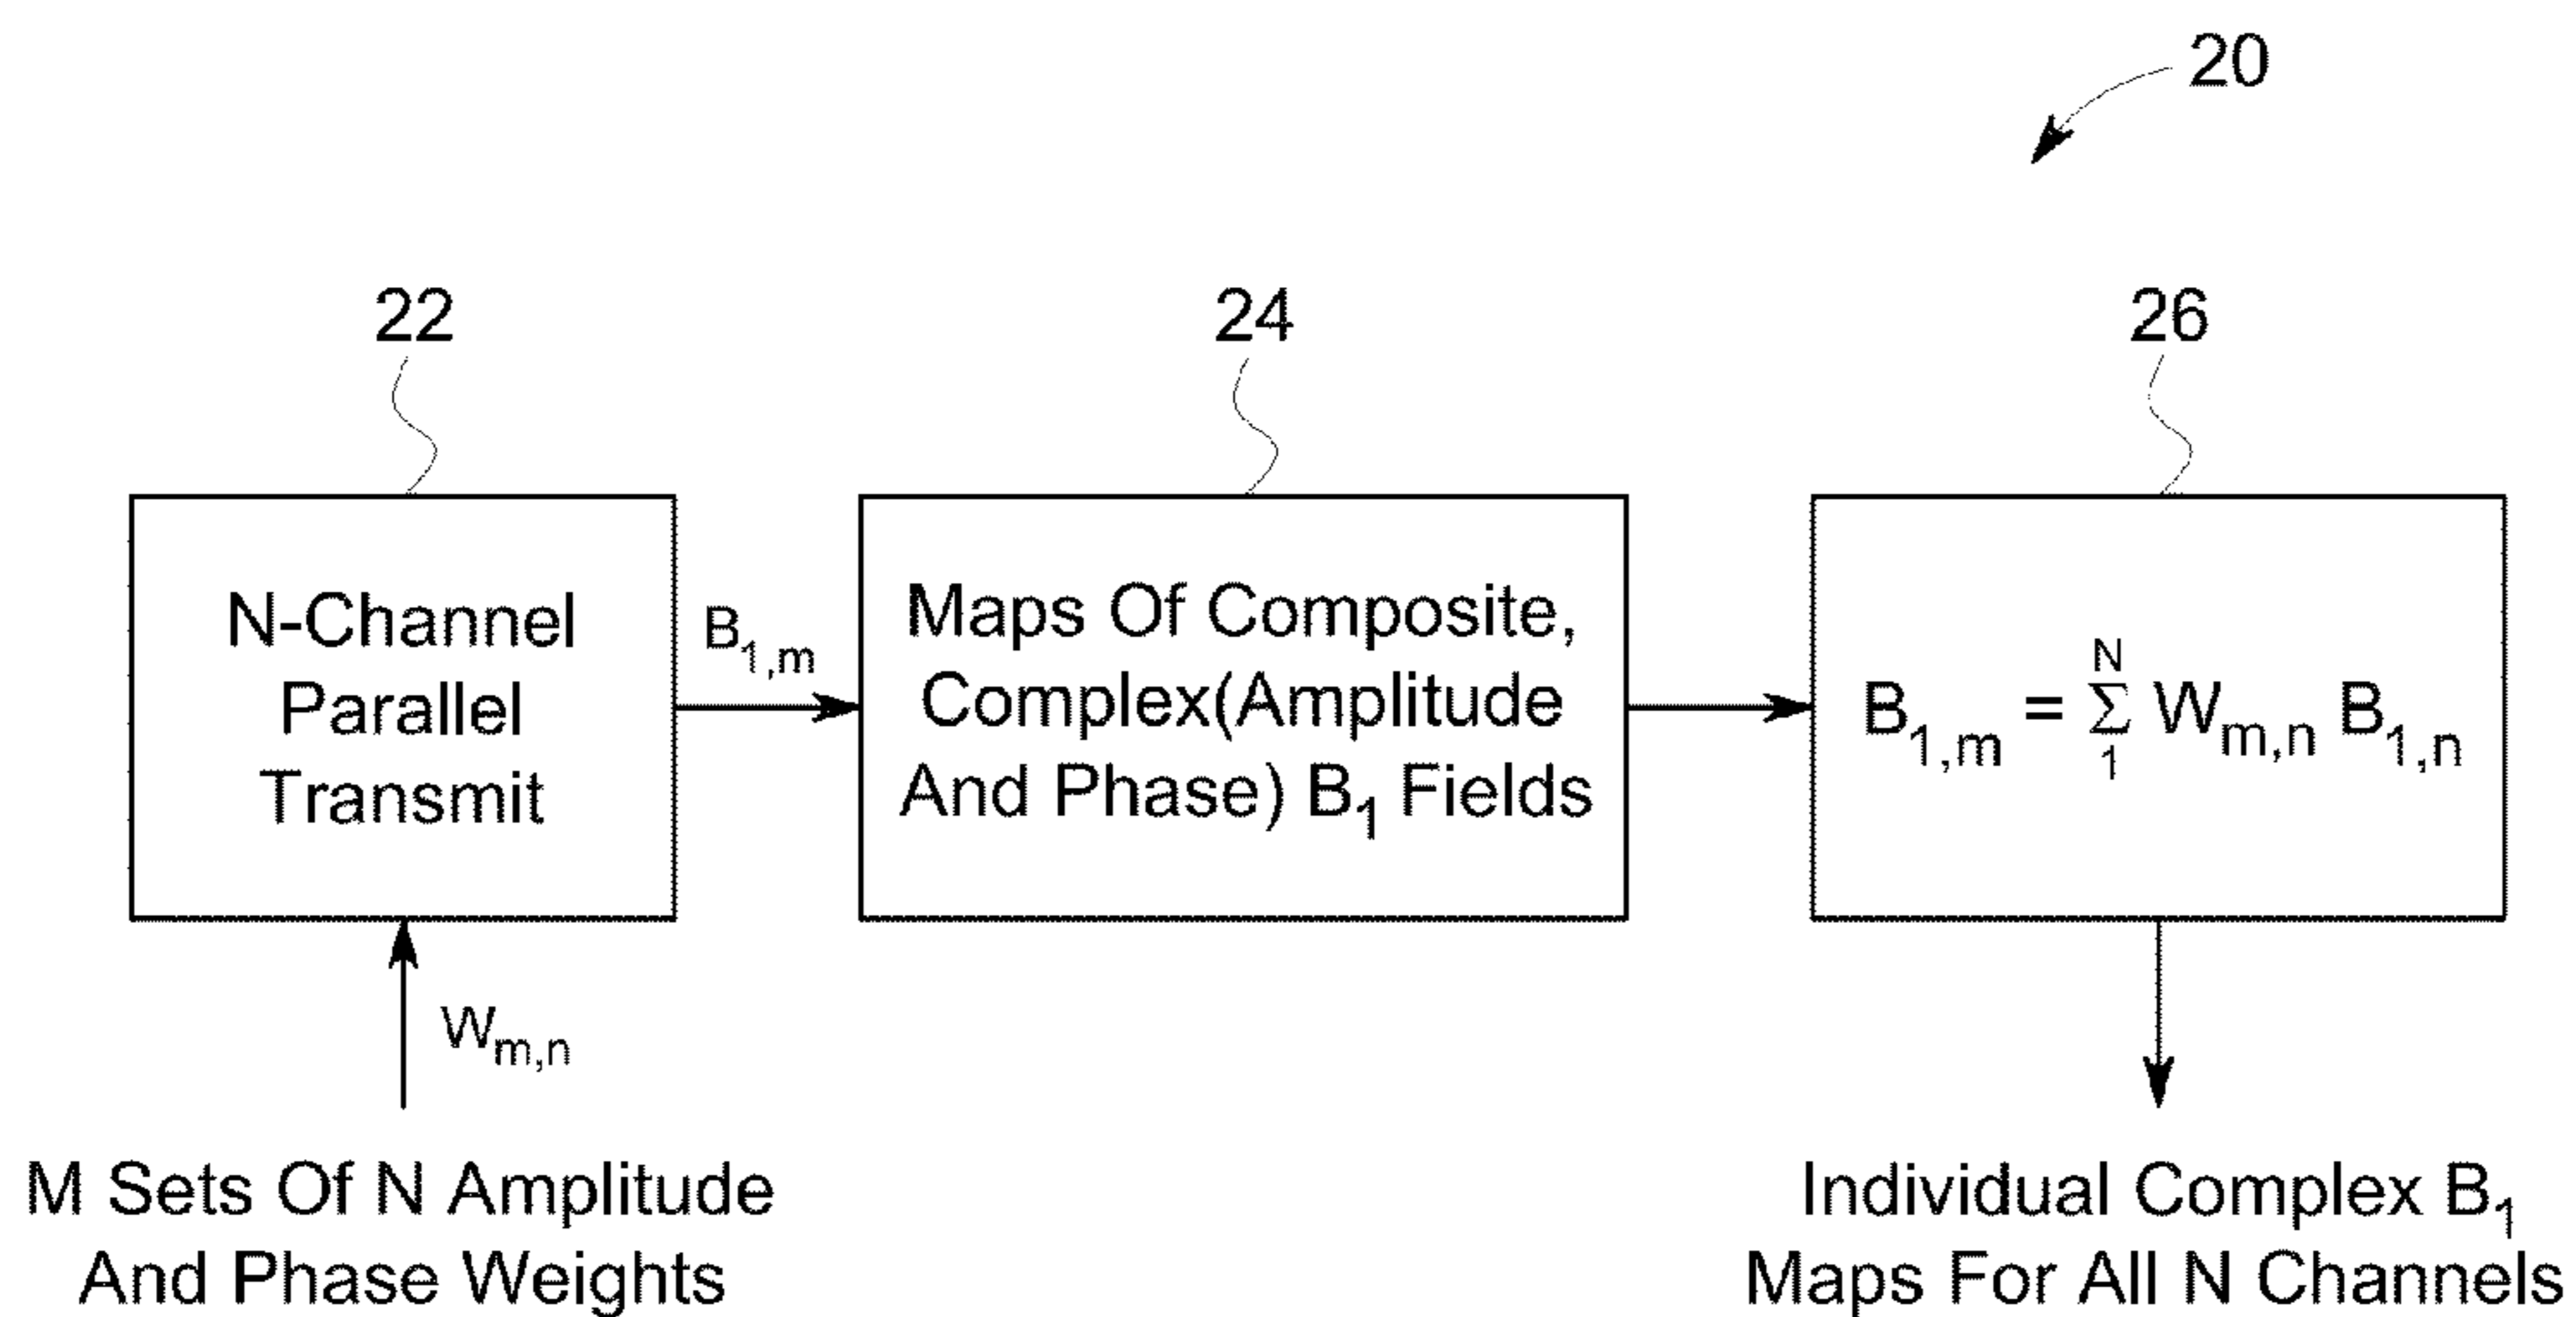 20
22
24
26
N-Channel
Parallel
Transmit
B1,m
Maps Of Composite,
Complex(Amplitude
And Phase) B1 Fields
B1,m = N Σ 1 Wm,n B1,n
Wm,n
M Sets Of N Amplitude
And Phase Weights
Individual Complex B1
Maps For All N Channels